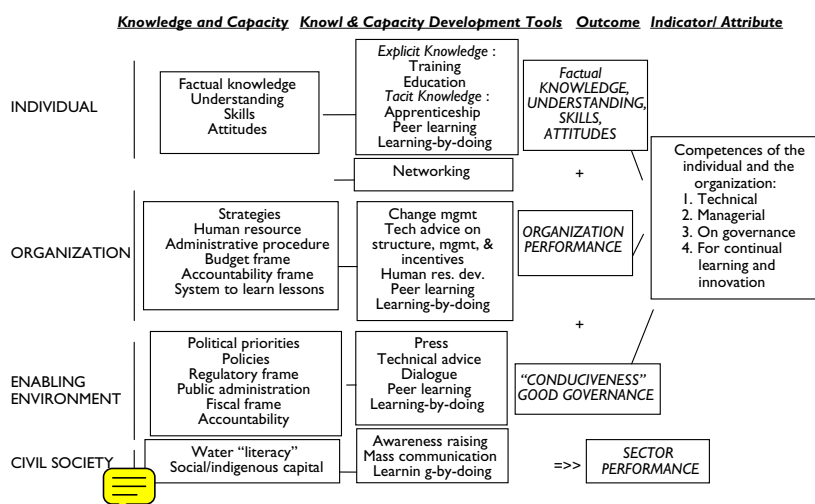 Knowledge and Capacity Knowl & Capacity Development Tools Outcome Indicator/ Attribute
INDIVIDUAL
Factual knowledge
Understanding
Skills
Attitudes
Explicit Knowledge :
Training
Education
Tacit Knowledge :
Apprenticeship
Peer learning
Learning-by-doing
Factual
KNOWLEDGE,
UNDERSTANDING,
SKILLS,
ATTITUDES
Networking
+
Competences of the
individual and the
organization:
1. Technical
2. Managerial
3. On governance
4. For continual
learning and
innovation
ORGANIZATION
Strategies
Human resource
Administrative procedure
Budget frame
Accountability frame
System to learn lessons
Change mgmt
Tech advice on
structure, mgmt, &
incentives
Human res. dev.
Peer learning
Learning-by-doing
ORGANIZATION
PERFORMANCE
+
ENABLING
ENVIRONMENT
Political priorities
Policies
Regulatory frame
Public administration
Fiscal frame
Accountability
Press
Technical advice
Dialogue
Peer learning
Learning-by-doing
“CONDUCIVENESS”
GOOD GOVERNANCE
CIVIL SOCIETY
Water “literacy”
Social/indigenous capital
Awareness raising
Mass communication
Learnin g-by-doing
=>>
SECTOR
PERFORMANCE